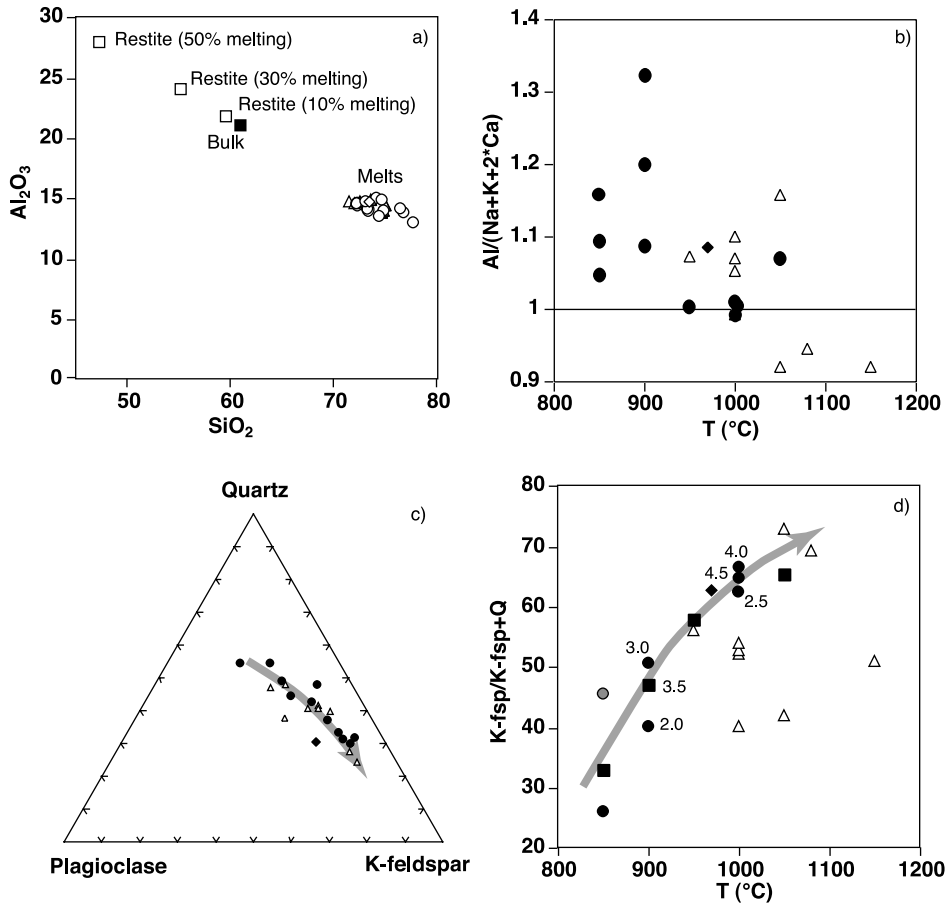 a)
30
25
20
15
10
5
0
Al2O3
Restite (50% melting)
Restite (30% melting)
Restite (10% melting)
Bulk
Melts
50
60
70
80
SiO2
b)
1.4
1.3
1.2
1.1
1
0.9
Al/(Na+K+2*Ca)
800
900
1000
1100
1200
T (°C)
c)
Quartz
Plagioclase
K-feldspar
d)
80
70
60
50
40
30
20
K-fsp/K-fsp+Q
4.0
4.5
2.5
3.0
3.5
2.0
800
900
1000
1100
1200
T (°C)